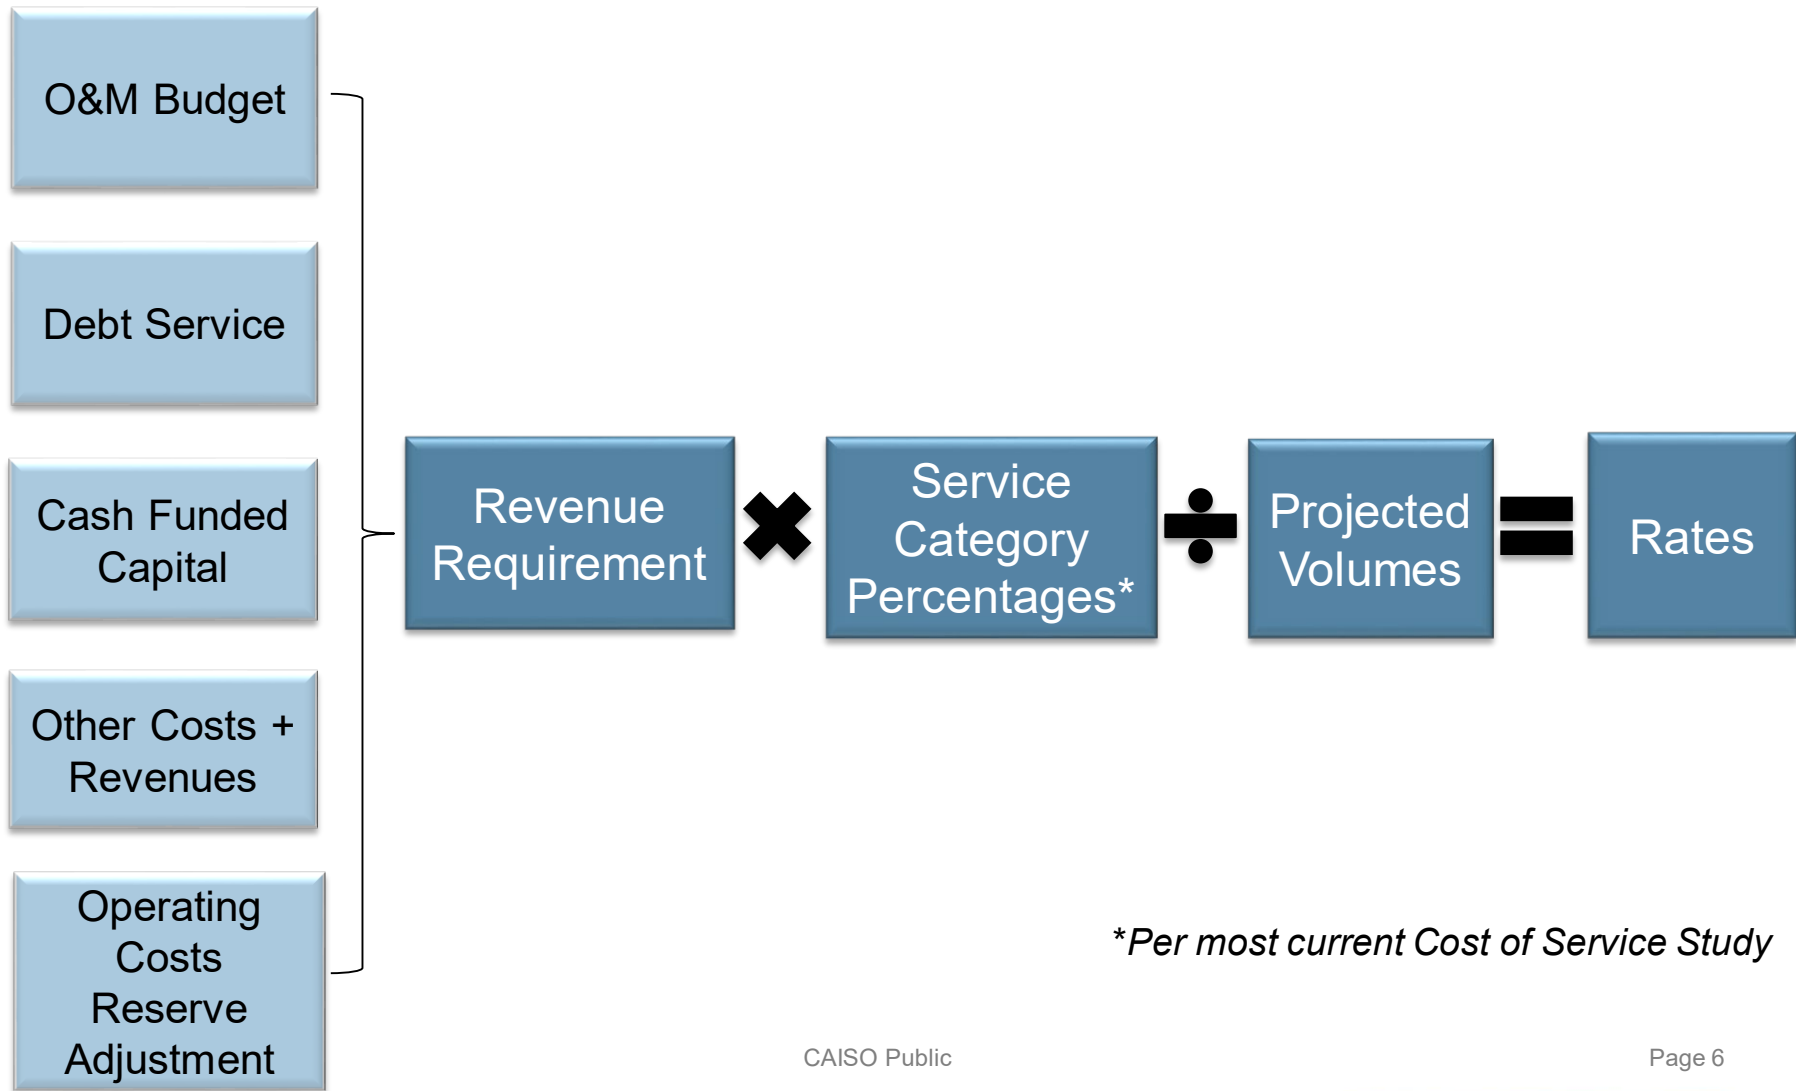 O&M Budget
Debt Service
Cash Funded
Capital
Other Costs +
Revenues
Operating
Costs
Reserve
Adjustment
Revenue
Requirement
✖
Service
Category
Percentages*
÷
Projected
Volumes
=
Rates
*Per most current Cost of Service Study
CAISO Public
Page 6